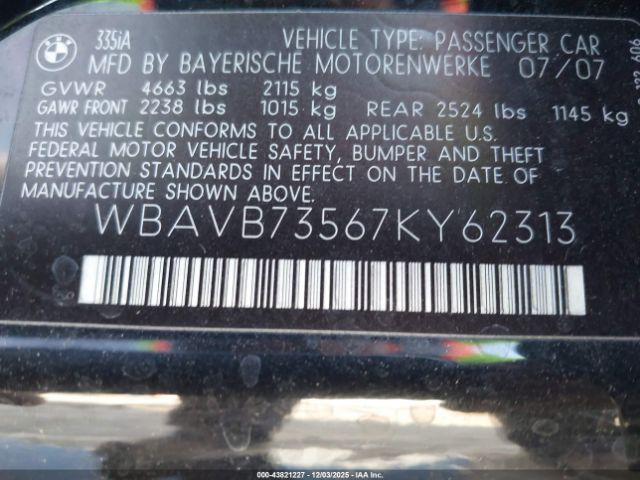 335iA VEHICLE TYPE: PASSENGER CAR
BMW MFD BY BAYERISCHE MOTORENWERKE 07/07
GVWR 4663 lbs 2115 kg
GAWR FRONT 2238 lbs 1015 kg REAR 2524 lbs 1145 kg
THIS VEHICLE CONFORMS TO ALL APPLICABLE U.S.
FEDERAL MOTOR VEHICLE SAFETY, BUMPER AND THEFT
PREVENTION STANDARDS IN EFFECT ON THE DATE OF
MANUFACTURE SHOWN ABOVE.
WBAVB73567KY62313
000-43821227 - 12/03/2025 - IAAI.COM